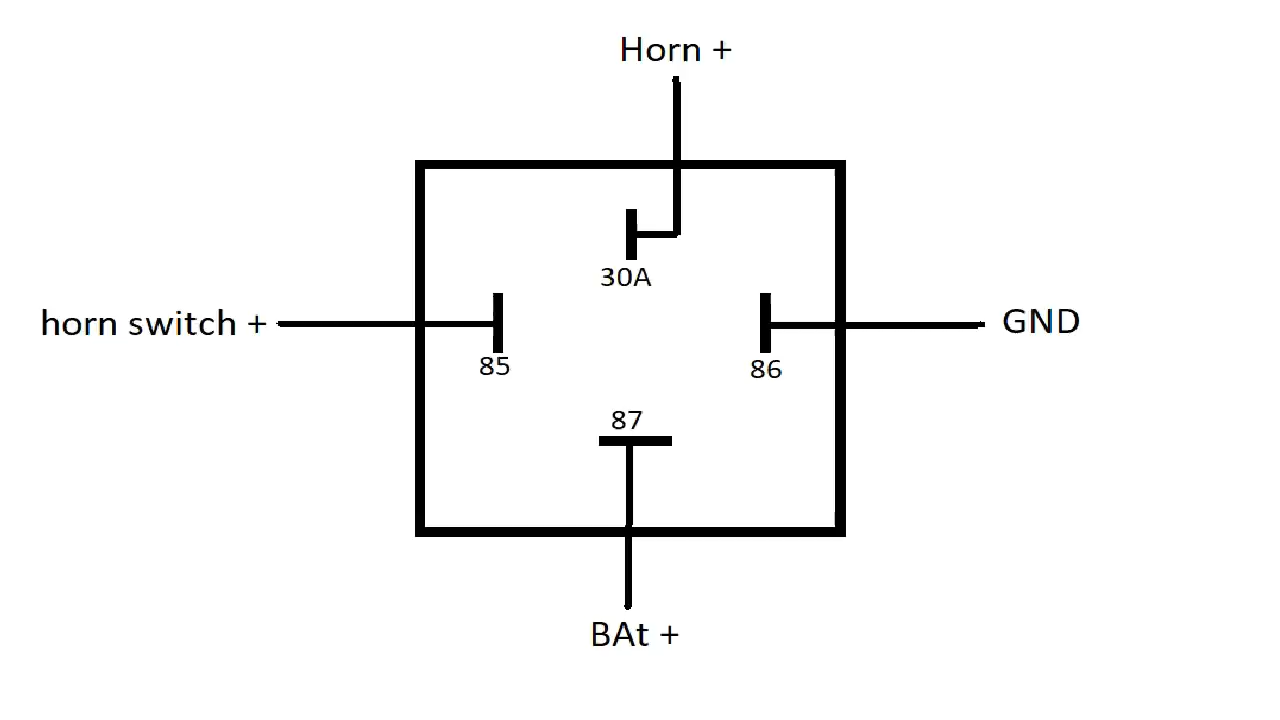 Horn +
30A
horn switch +
85
86
GND
87
BAt +